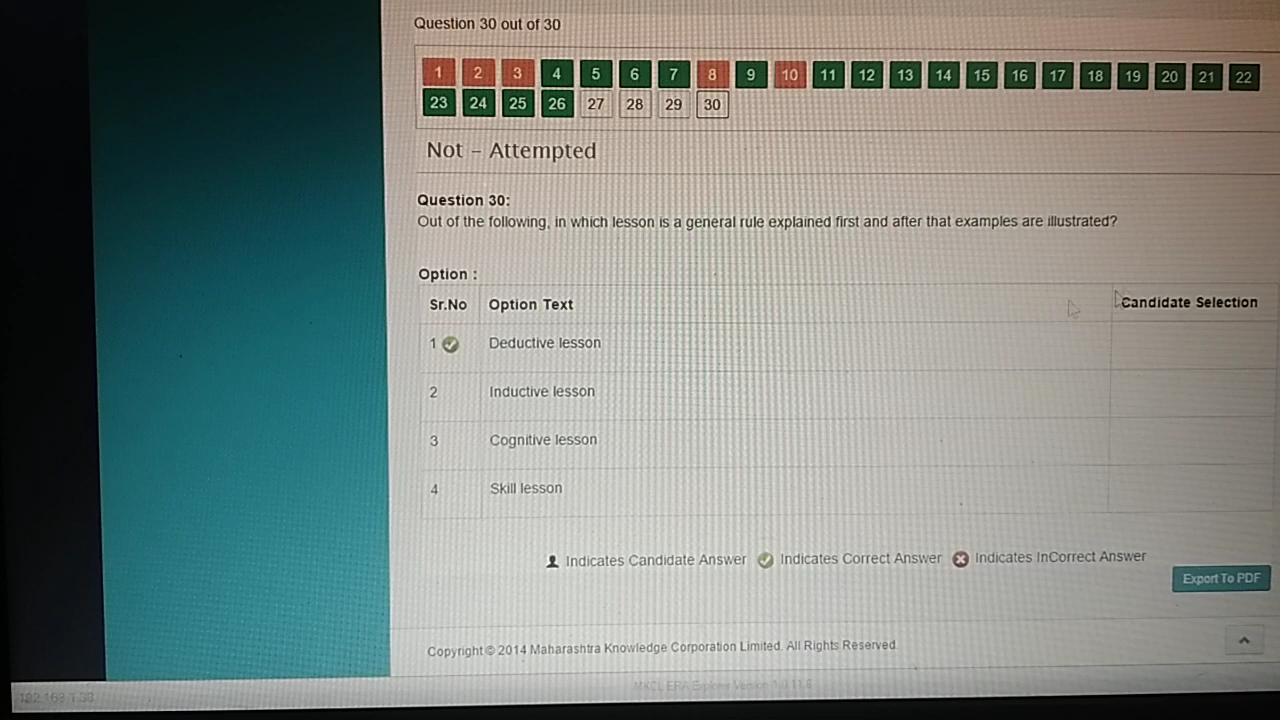 Question 30 out of 30
1 2 3 4 5 6 7 8 9 10 11 12 13 14 15 16 17 18 19 20 21 22
23 24 25 26 27 28 29 30
Not - Attempted
Question 30:
Out of the following, in which lesson is a general rule explained first and after that examples are illustrated?
Option :
Sr.No Option Text Candidate Selection
1 Deductive lesson
2 Inductive lesson
3 Cognitive lesson
4 Skill lesson
Indicates Candidate Answer Indicates Correct Answer Indicates InCorrect Answer
Export To PDF
Copyright © 2014 Maharashtra Knowledge Corporation Limited. All Rights Reserved
MKCL ERA Explorer Version